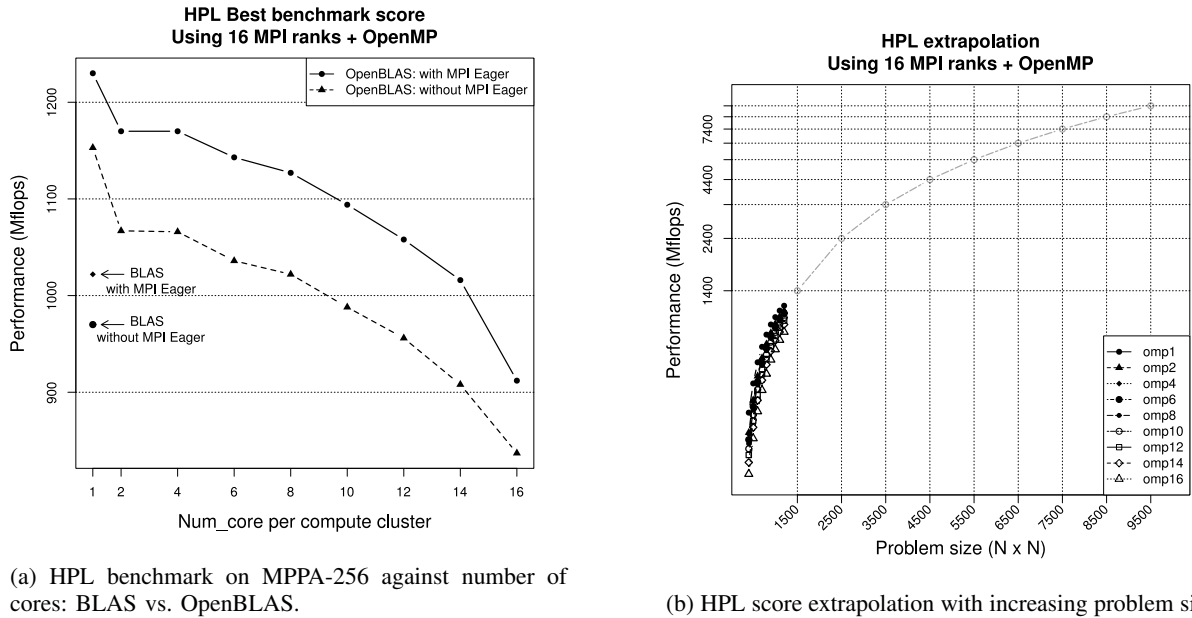 HPL Best benchmark score
Using 16 MPI ranks + OpenMP
OpenBLAS: with MPI Eager
OpenBLAS: without MPI Eager
1200
1100
1000
900
Performance (Mflops)
BLAS
with MPI Eager
BLAS
without MPI Eager
1 2 4 6 8 10 12 14 16
Num_core per compute cluster
(a) HPL benchmark on MPPA-256 against number of
cores: BLAS vs. OpenBLAS.
HPL extrapolation
Using 16 MPI ranks + OpenMP
7400
4400
2400
1400
Performance (Mflops)
omp1
omp2
omp4
omp6
omp8
omp10
omp12
omp14
omp16
1500 2500 3500 4500 5500 6500 7500 8500 9500
Problem size (N x N)
(b) HPL score extrapolation with increasing problem si